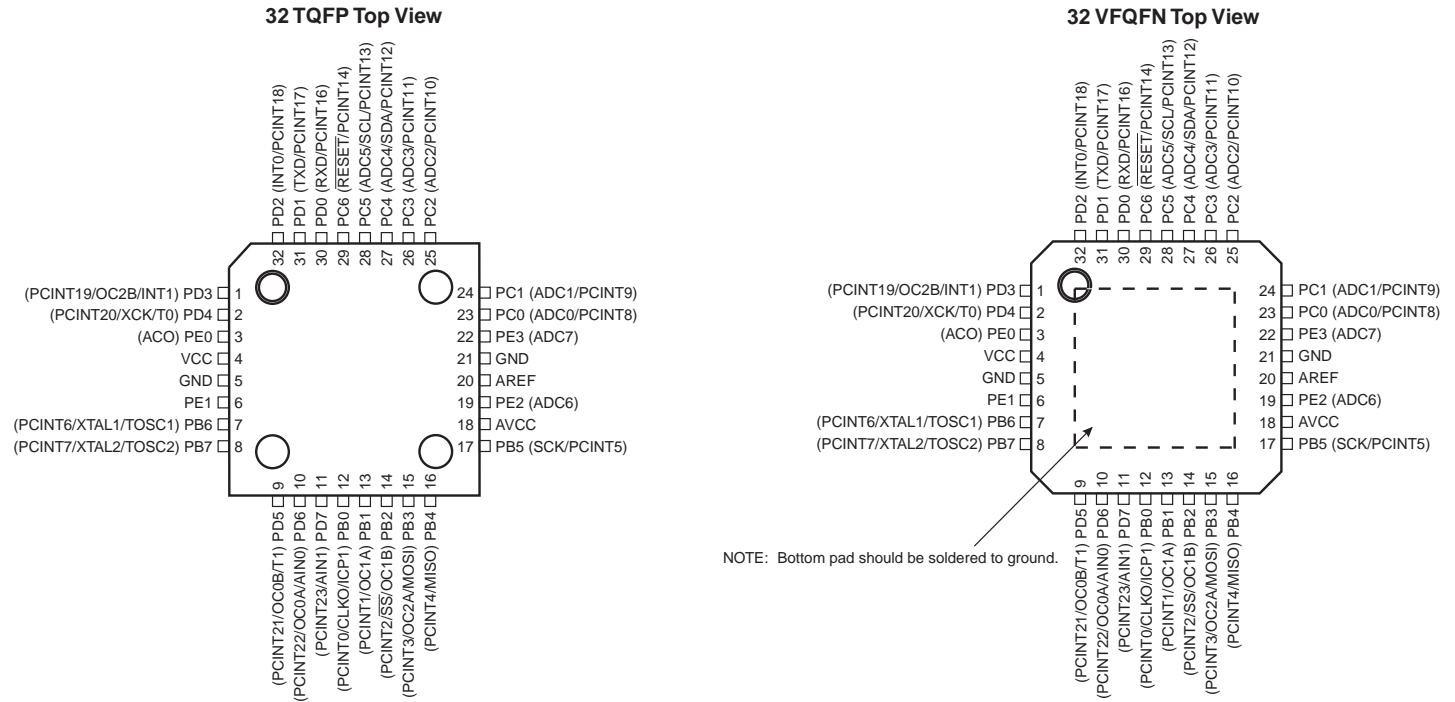 32 TQFP Top View
PD2 (INT0/PCINT18)
PD1 (TXD/PCINT17)
PD0 (RXD/PCINT16)
PC6 (RESET/PCINT14)
PC5 (ADC5/SCL/PCINT13)
PC4 (ADC4/SDA/PCINT12)
PC3 (ADC3/PCINT11)
PC2 (ADC2/PCINT10)
32
31
30
29
28
27
26
25
(PCINT19/OC2B/INT1) PD3 1
(PCINT20/XCK/T0) PD4 2
(ACO) PE0 3
VCC 4
GND 5
PE1 6
(PCINT6/XTAL1/TOSC1) PB6 7
(PCINT7/XTAL2/TOSC2) PB7 8
24 PC1 (ADC1/PCINT9)
23 PC0 (ADC0/PCINT8)
22 PE3 (ADC7)
21 GND
20 AREF
19 PE2 (ADC6)
18 AVCC
17 PB5 (SCK/PCINT5)
9
10
11
12
13
14
15
16
(PCINT21/OC0B/T1) PD5
(PCINT22/OC0A/AIN0) PD6
(PCINT23/AIN1) PD7
(PCINT0/CLKO/ICP1) PB0
(PCINT1/OC1A) PB1
(PCINT2/SS/OC1B) PB2
(PCINT3/OC2A/MOSI) PB3
(PCINT4/MISO) PB4
32 VFQFN Top View
PD2 (INT0/PCINT18)
PD1 (TXD/PCINT17)
PD0 (RXD/PCINT16)
PC6 (RESET/PCINT14)
PC5 (ADC5/SCL/PCINT13)
PC4 (ADC4/SDA/PCINT12)
PC3 (ADC3/PCINT11)
PC2 (ADC2/PCINT10)
32
31
30
29
28
27
26
25
(PCINT19/OC2B/INT1) PD3 1
(PCINT20/XCK/T0) PD4 2
(ACO) PE0 3
VCC 4
GND 5
PE1 6
(PCINT6/XTAL1/TOSC1) PB6 7
(PCINT7/XTAL2/TOSC2) PB7 8
24 PC1 (ADC1/PCINT9)
23 PC0 (ADC0/PCINT8)
22 PE3 (ADC7)
21 GND
20 AREF
19 PE2 (ADC6)
18 AVCC
17 PB5 (SCK/PCINT5)
9
10
11
12
13
14
15
16
(PCINT21/OC0B/T1) PD5
(PCINT22/OC0A/AIN0) PD6
(PCINT23/AIN1) PD7
(PCINT0/CLKO/ICP1) PB0
(PCINT1/OC1A) PB1
(PCINT2/SS/OC1B) PB2
(PCINT3/OC2A/MOSI) PB3
(PCINT4/MISO) PB4
NOTE: Bottom pad should be soldered to ground.